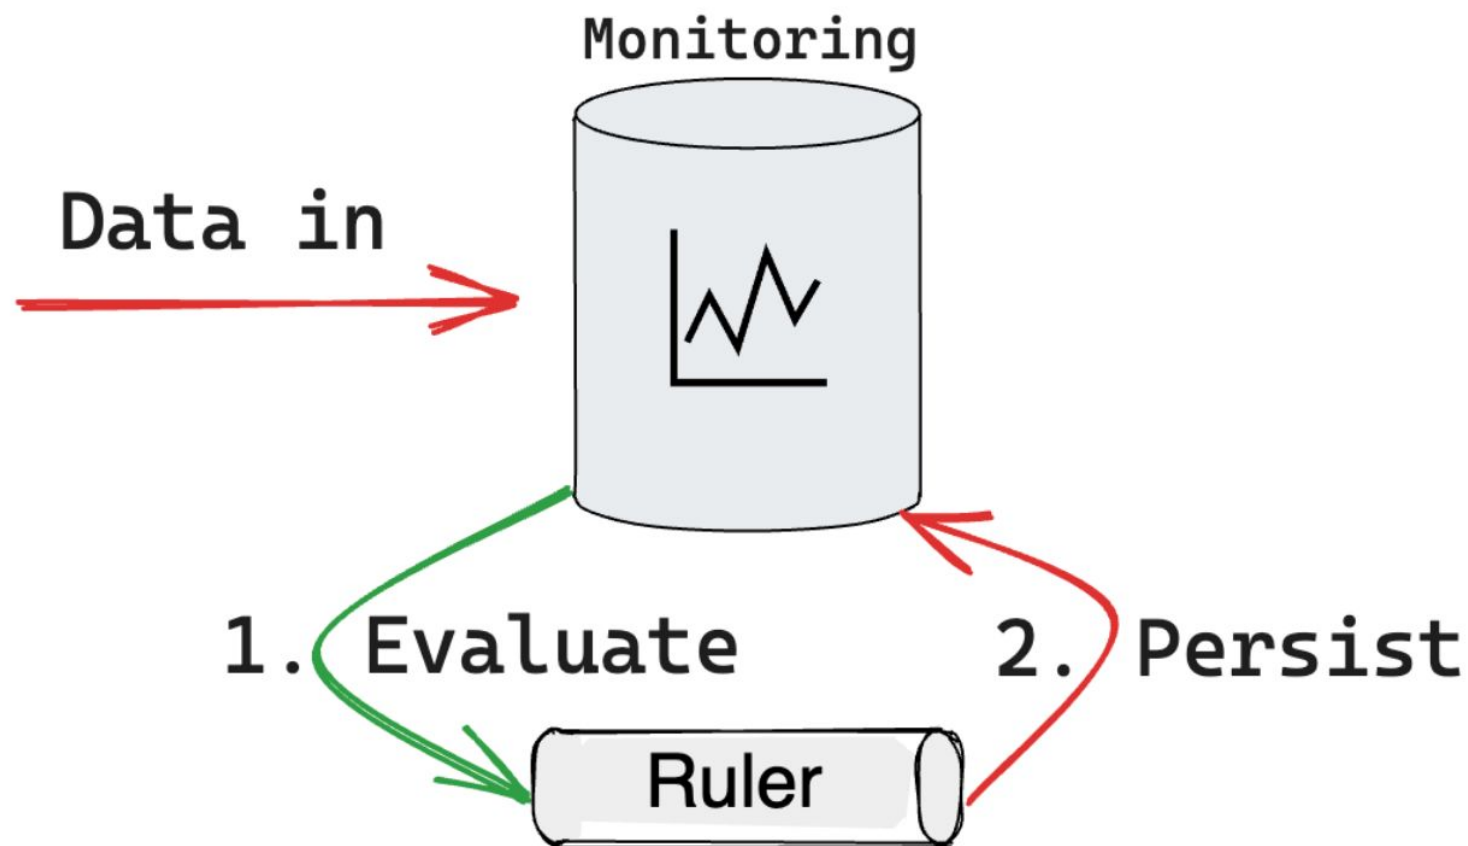 Monitoring
Data in
1. Evaluate
2. Persist
Ruler